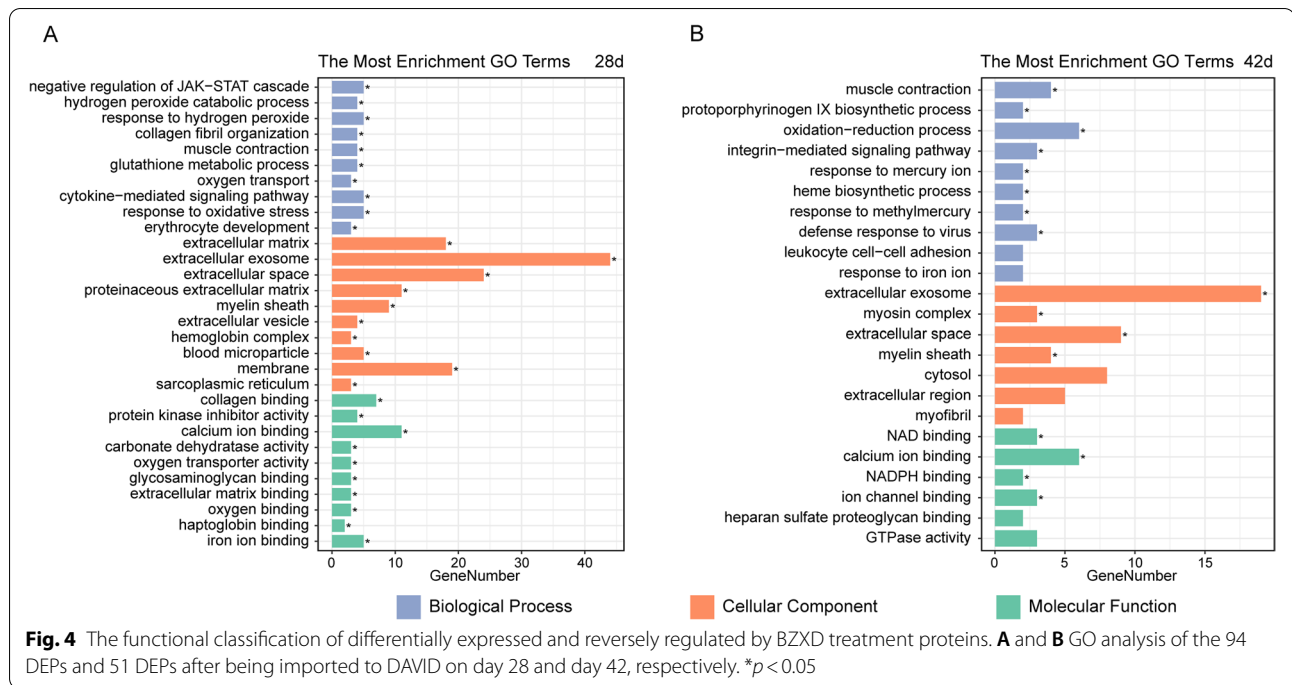 A
The Most Enrichment GO Terms 28d
negative regulation of JAK−STAT cascade
hydrogen peroxide catabolic process
response to hydrogen peroxide
collagen fibril organization
muscle contraction
glutathione metabolic process
oxygen transport
cytokine−mediated signaling pathway
response to oxidative stress
erythrocyte development
extracellular matrix
extracellular exosome
extracellular space
proteinaceous extracellular matrix
myelin sheath
extracellular vesicle
hemoglobin complex
blood microparticle
membrane
sarcoplasmic reticulum
collagen binding
protein kinase inhibitor activity
calcium ion binding
carbonate dehydratase activity
oxygen transporter activity
glycosaminoglycan binding
extracellular matrix binding
oxygen binding
haptoglobin binding
iron ion binding
0 10 20 30 40
GeneNumber
B
The Most Enrichment GO Terms 42d
muscle contraction
protoporphyrinogen IX biosynthetic process
oxidation−reduction process
integrin−mediated signaling pathway
response to mercury ion
heme biosynthetic process
response to methylmercury
defense response to virus
leukocyte cell−cell adhesion
response to iron ion
extracellular exosome
myosin complex
extracellular space
myelin sheath
cytosol
extracellular region
myofibril
NAD binding
calcium ion binding
NADPH binding
ion channel binding
heparan sulfate proteoglycan binding
GTPase activity
0 5 10 15
GeneNumber
Biological Process Cellular Component Molecular Function
Fig. 4 The functional classification of differentially expressed and reversely regulated by BZXD treatment proteins. A and B GO analysis of the 94
DEPs and 51 DEPs after being imported to DAVID on day 28 and day 42, respectively. *p < 0.05